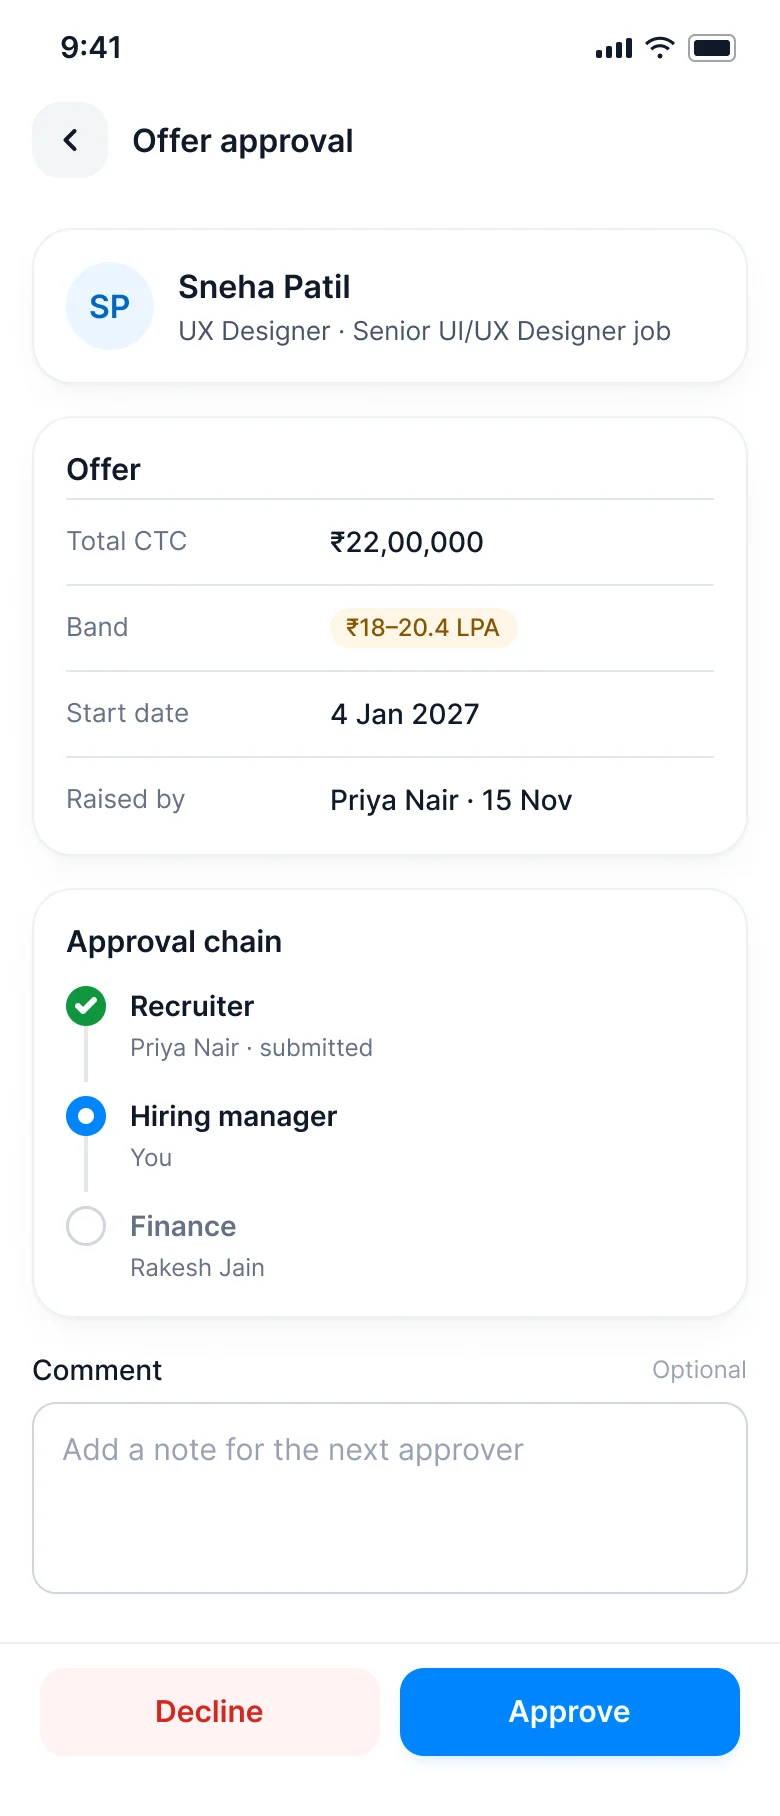 9:41
Offer approval
SP
Sneha Patil
UX Designer · Senior UI/UX Designer job
Offer
Total CTC ₹22,00,000
Band ₹18–20.4 LPA
Start date 4 Jan 2027
Raised by Priya Nair · 15 Nov
Approval chain
Recruiter
Priya Nair · submitted
Hiring manager
You
Finance
Rakesh Jain
Comment Optional
Add a note for the next approver
Decline Approve